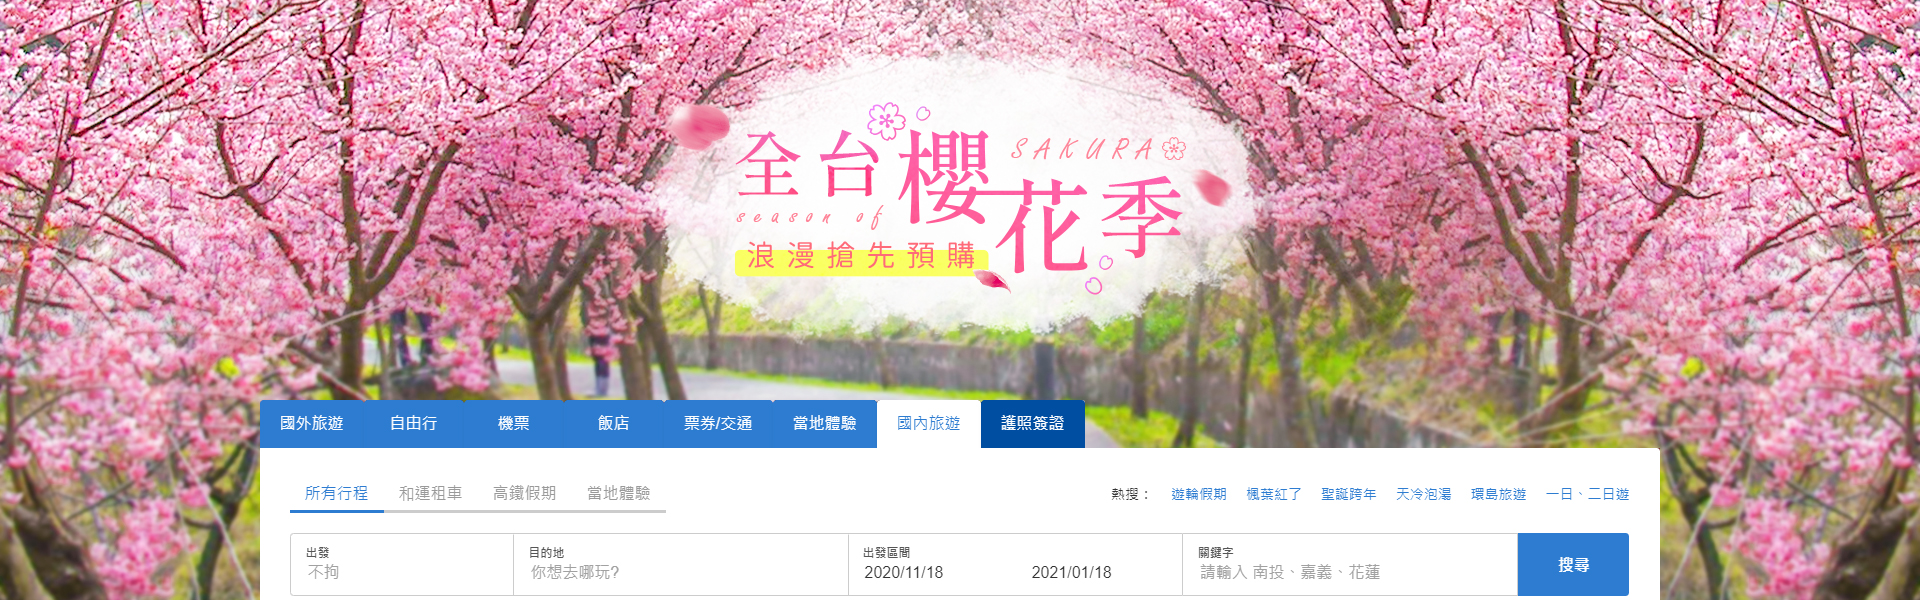 全台櫻花季
SAKURA
season of
浪漫搶先預購
國外旅遊 自由行 機票 飯店 票券/交通 當地體驗 國內旅遊 護照簽證
所有行程 和運租車 高鐵假期 當地體驗
熱搜： 遊輪假期 楓葉紅了 聖誕跨年 天冷泡湯 環島旅遊 一日、二日遊
出發 目的地 出發區間 關鍵字
不拘 你想去哪玩? 2020/11/18 2021/01/18 請輸入 南投、嘉義、花蓮
搜尋